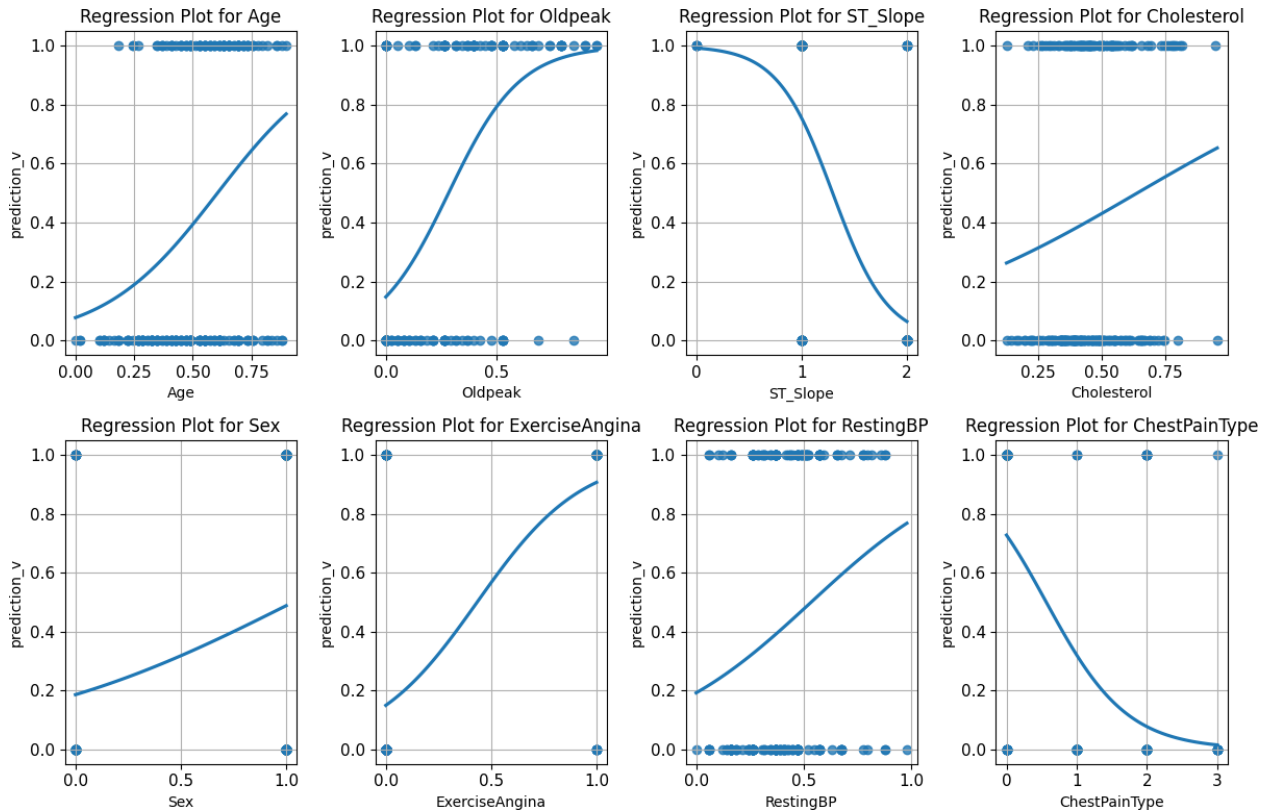 Regression Plot for Age
1.0
0.8
0.6
0.4
0.2
0.0
prediction_v
0.00 0.25 0.50 0.75
Age
Regression Plot for Oldpeak
1.0
0.8
0.6
0.4
0.2
0.0
prediction_v
0.0 0.5
Oldpeak
Regression Plot for ST_Slope
1.0
0.8
0.6
0.4
0.2
0.0
prediction_v
0 1 2
ST_Slope
Regression Plot for Cholesterol
1.0
0.8
0.6
0.4
0.2
0.0
prediction_v
0.25 0.50 0.75
Cholesterol
Regression Plot for Sex
1.0
0.8
0.6
0.4
0.2
0.0
prediction_v
0.0 0.5 1.0
Sex
Regression Plot for ExerciseAngina
1.0
0.8
0.6
0.4
0.2
0.0
prediction_v
0.0 0.5 1.0
ExerciseAngina
Regression Plot for RestingBP
1.0
0.8
0.6
0.4
0.2
0.0
prediction_v
0.0 0.5 1.0
RestingBP
Regression Plot for ChestPainType
1.0
0.8
0.6
0.4
0.2
0.0
prediction_v
0 1 2 3
ChestPainType